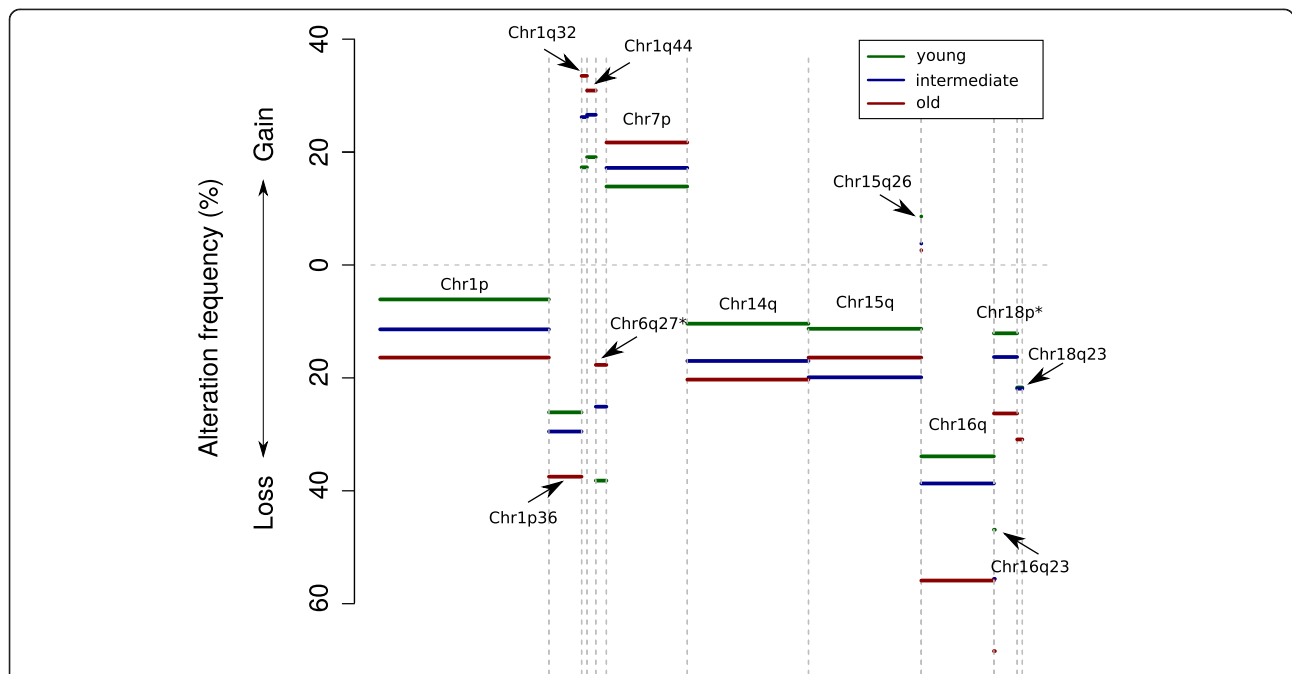 Chr1q32
Chr1q44
young
intermediate
old
40
Gain
Chr7p
20
Chr15q26
Alteration frequency (%)
0
Chr1p
Chr14q
Chr15q
Chr18p*
Chr6q27*
Chr18q23
20
Chr16q
40
Loss
Chr1p36
Chr16q23
60